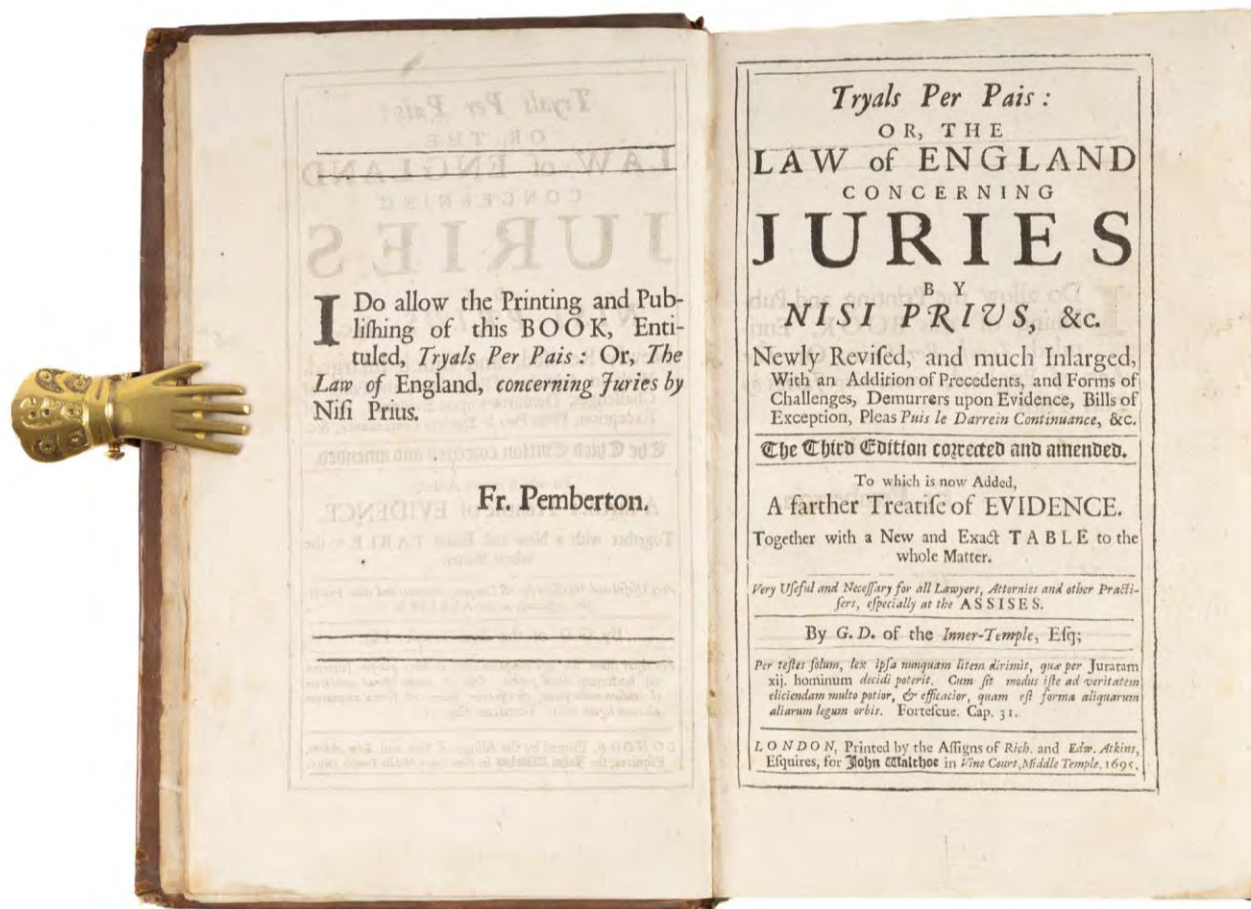 I Do allow the Printing and Pub-
liſhing of this BOOK, Enti-
tuled, Tryals Per Pais: Or, The
Law of England, concerning Juries by
Niſi Prius.
Fr. Pemberton.
Tryals Per Pais:
OR, THE
LAW of ENGLAND
CONCERNING
JURIES
BY
NISI PRIUS, &c.
Newly Reviſed, and much Inlarged,
With an Addition of Precedents, and Forms of
Challenges, Demurrers upon Evidence, Bills of
Exception, Pleas Puis le Darrein Continuance, &c.
The Third Edition corrected and amended.
To which is now Added,
A farther Treatiſe of EVIDENCE.
Together with a New and Exact TABLE to the
whole Matter.
Very Uſeful and Neceſſary for all Lawyers, Attornies and other Practi-
ſers, eſpecially at the ASSISES.
By G. D. of the Inner-Temple, Eſq;
Per teſtes ſolum, lex ipſa nunquam litem dirimit, quæ per Juratam
xij. hominum decidi poterit. Cum ſit modus iſte ad veritatem
eliciendam multo potior, & efficacior, quam eſt forma aliquarum
aliarum legum orbis. Forteſcue. Cap. 31.
LONDON, Printed by the Aſſigns of Rich. and Edw. Atkins,
Eſquires, for John Walthoe in Vine Court, Middle Temple. 1695.